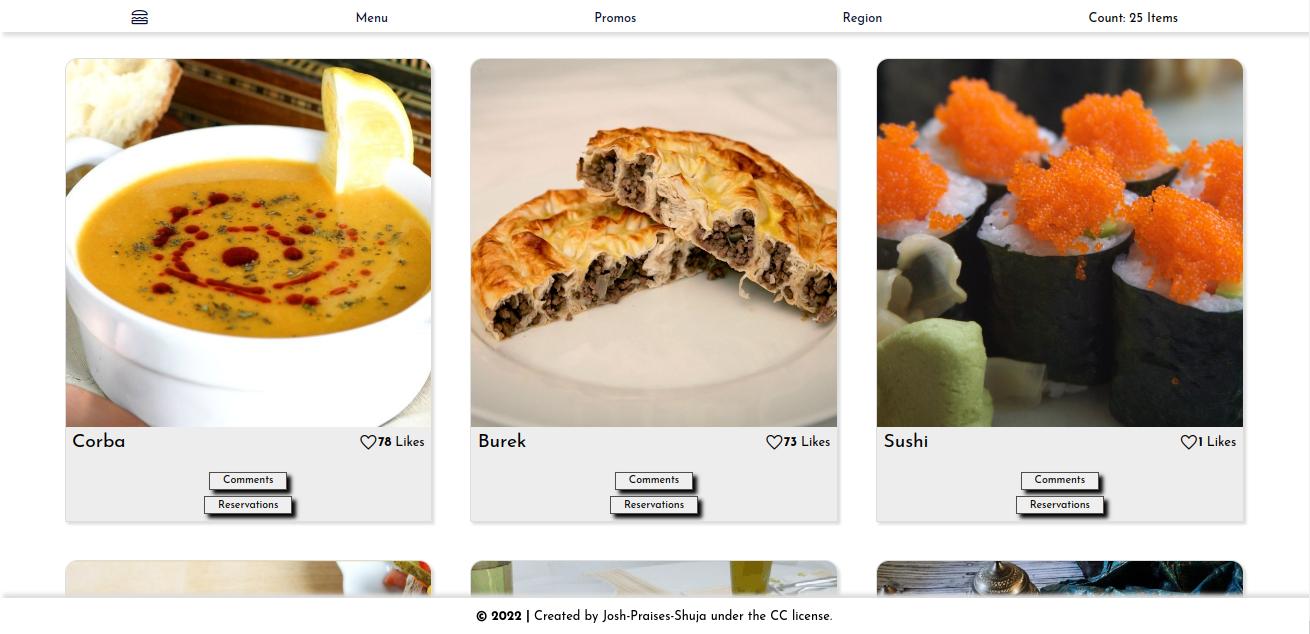 Menu Promos Region Count: 25 Items
Corba 78 Likes Burek 73 Likes Sushi 1 Likes
Comments Comments Comments
Reservations Reservations Reservations
© 2022 | Created by Josh-Praises-Shuja under the CC license.